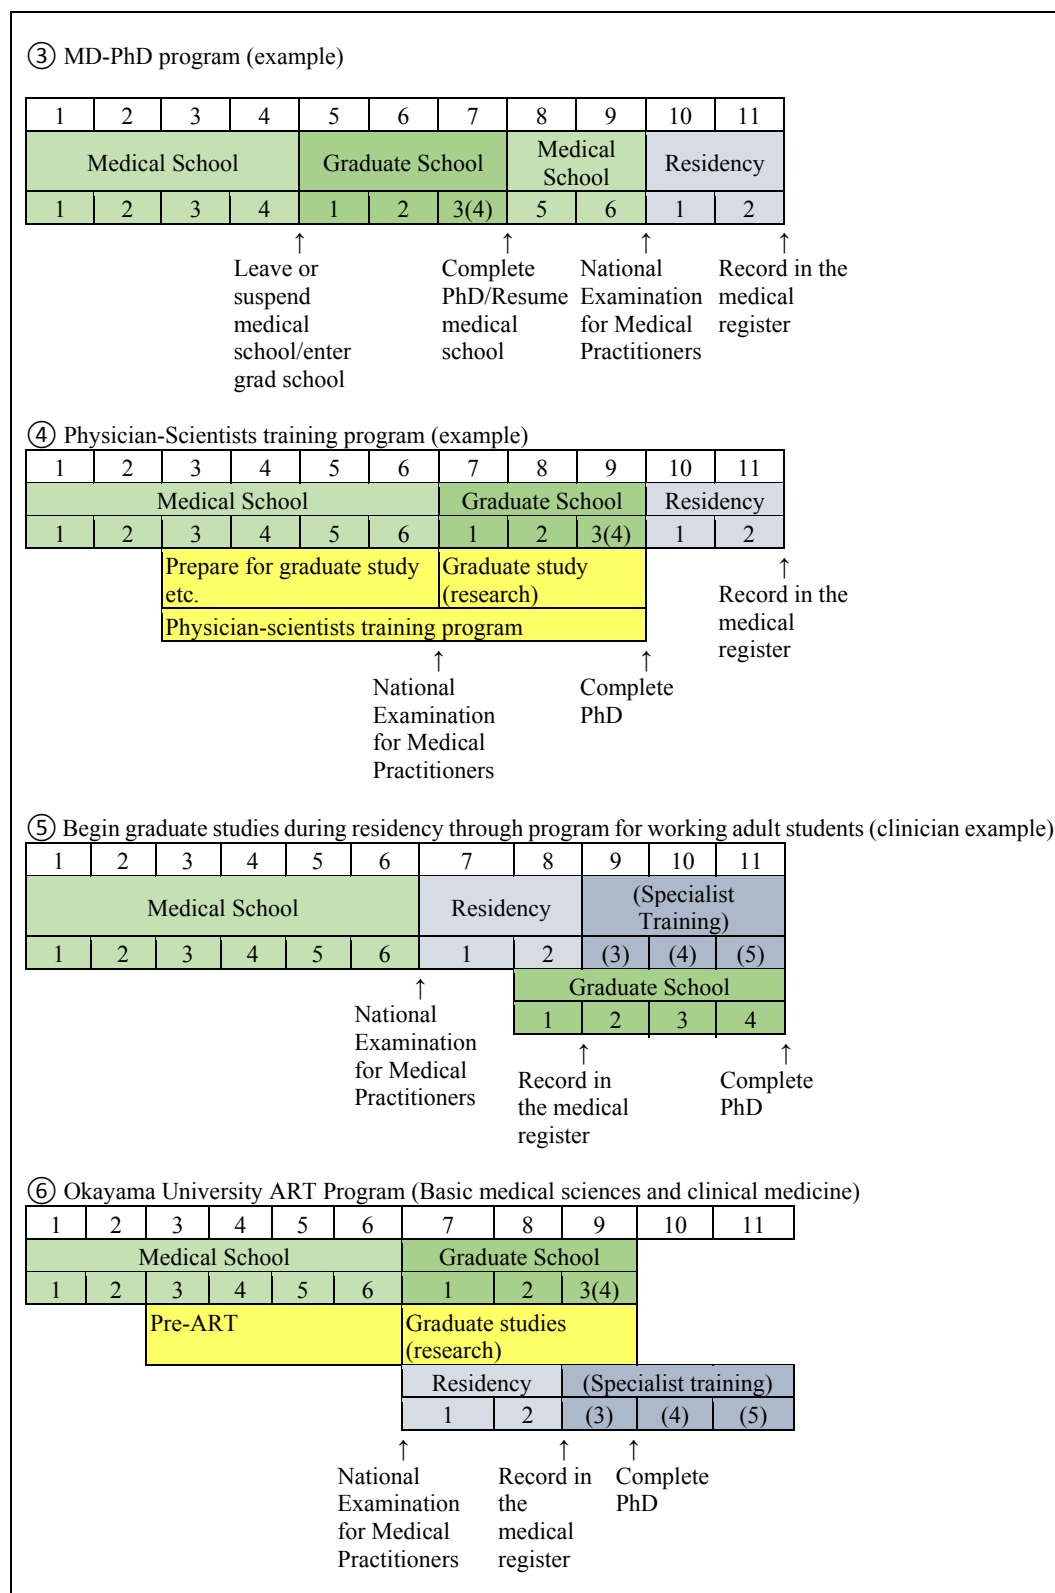 ③ MD-PhD program (example)
1 2 3 4 5 6 7 8 9 10 11
Medical School Graduate School Medical School Residency
1 2 3 4 1 2 3(4) 5 6 1 2
↑ ↑ ↑ ↑
Leave or suspend medical school/enter grad school
Complete PhD/Resume medical school
National Examination for Medical Practitioners
Record in the medical register
④ Physician-Scientists training program (example)
1 2 3 4 5 6 7 8 9 10 11
Medical School Graduate School Residency
1 2 3 4 5 6 1 2 3(4) 1 2
Prepare for graduate study etc.
Graduate study (research)
Physician-scientists training program
↑ ↑ ↑
National Examination for Medical Practitioners
Complete PhD
Record in the medical register
⑤ Begin graduate studies during residency through program for working adult students (clinician example)
1 2 3 4 5 6 7 8 9 10 11
Medical School Residency (Specialist Training)
1 2 3 4 5 6 1 2 (3) (4) (5)
Graduate School
1 2 3 4
↑ ↑ ↑
National Examination for Medical Practitioners
Record in the medical register
Complete PhD
⑥ Okayama University ART Program (Basic medical sciences and clinical medicine)
1 2 3 4 5 6 7 8 9 10 11
Medical School Graduate School
1 2 3 4 5 6 1 2 3(4)
Pre-ART
Graduate studies (research)
Residency (Specialist training)
1 2 (3) (4) (5)
↑ ↑ ↑
National Examination for Medical Practitioners
Record in the medical register
Complete PhD